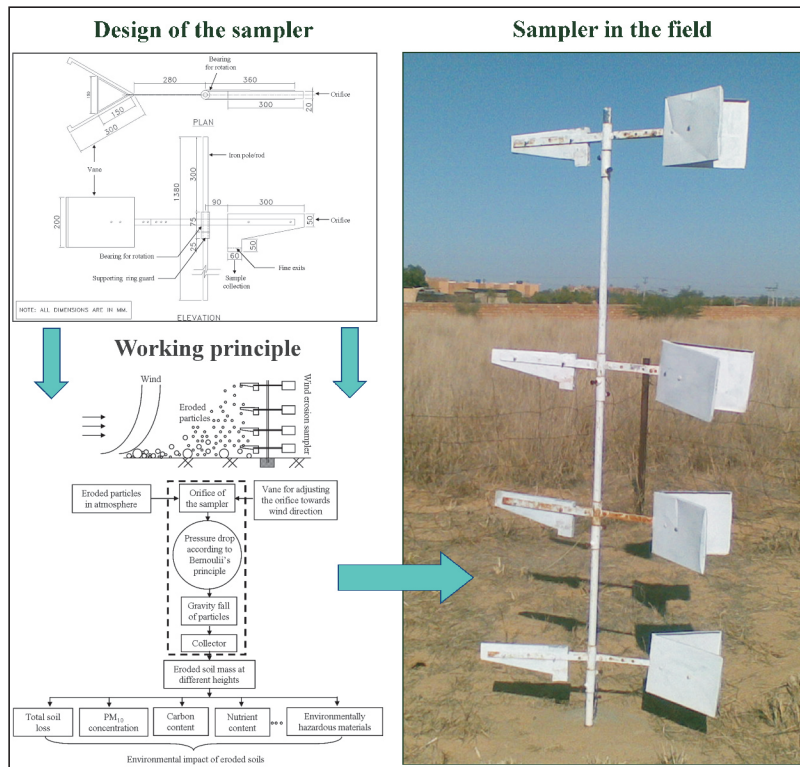 Design of the sampler
Sampler in the field
Bearing
for rotation
280
360
300
20
Orifice
150
300
PLAN
Vane
Iron pole/rod
1380
300
200
90
300
75
50
Orifice
25
50
60
Bearing for rotation
Supporting ring guard
Sample
collection
Fine exits
NOTE: ALL DIMENSIONS ARE IN MM.
ELEVATION
Working principle
Wind
Eroded
particles
Wind erosion sampler
Eroded particles
in atmosphere
Orifice of
the sampler
Vane for adjusting
the orifice towards
wind direction
Pressure drop
according to
Bernoulii's
principle
Gravity fall
of particles
Collector
Eroded soil mass at
different heights
Total soil
loss
PM10
concentration
Carbon
content
Nutrient
content
Environmentally
hazardous materials
Environmental impact of eroded soils